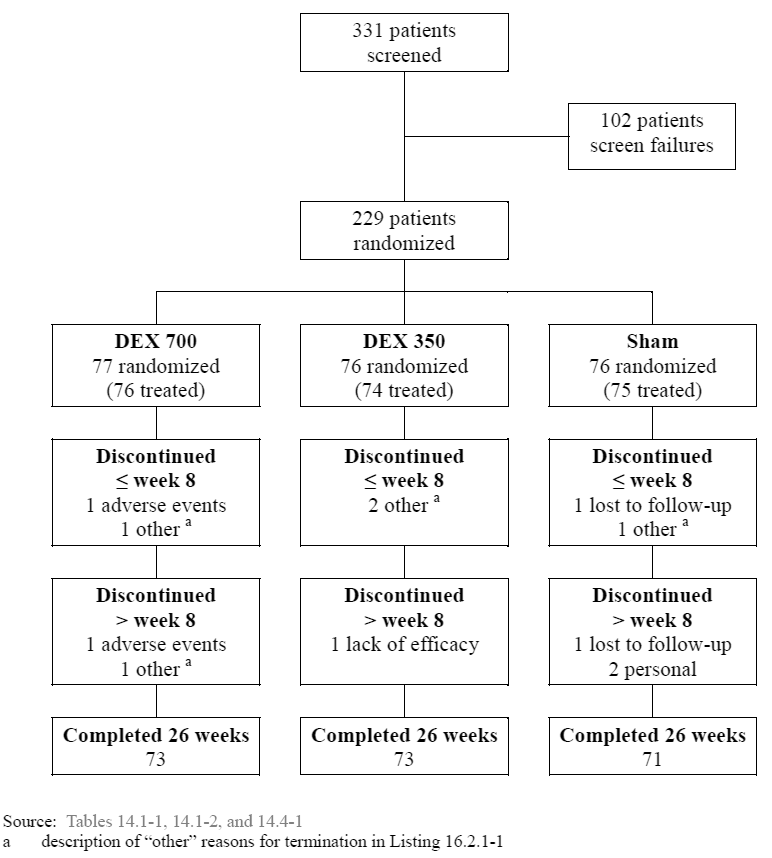 331 patients
screened
102 patients
screen failures
229 patients
randomized
DEX 700
77 randomized
(76 treated)
DEX 350
76 randomized
(74 treated)
Sham
76 randomized
(75 treated)
Discontinued
≤ week 8
1 adverse events
1 other a
Discontinued
≤ week 8
2 other a
Discontinued
≤ week 8
1 lost to follow-up
1 other a
Discontinued
> week 8
1 adverse events
1 other a
Discontinued
> week 8
1 lack of efficacy
Discontinued
> week 8
1 lost to follow-up
2 personal
Completed 26 weeks
73
Completed 26 weeks
73
Completed 26 weeks
71
Source: Tables 14.1-1, 14.1-2, and 14.4-1
a description of “other” reasons for termination in Listing 16.2.1-1